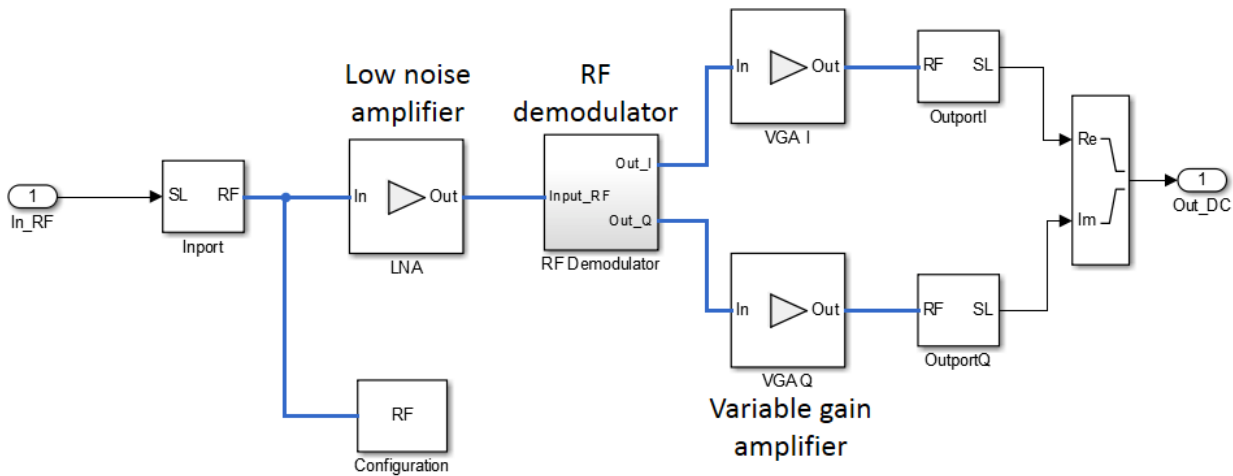 1
In_RF
SL
RF
Inport
Low noise
amplifier
In
Out
LNA
RF
Configuration
RF
demodulator
Input_RF
Out_I
Out_Q
RF Demodulator
In
Out
VGA I
In
Out
VGA Q
Variable gain
amplifier
RF
SL
OutportI
RF
SL
OutportQ
Re
Im
1
Out_DC